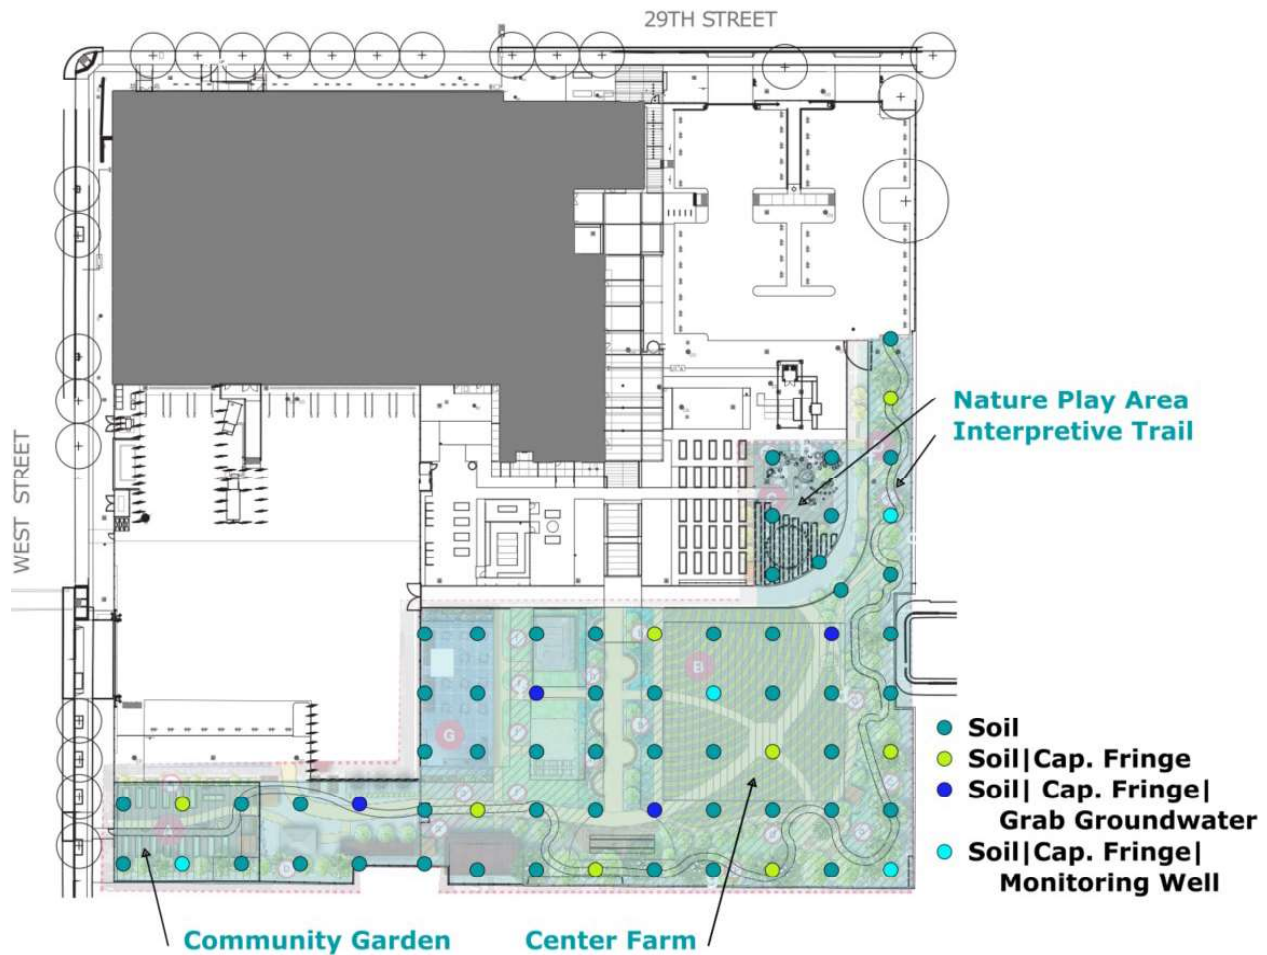 29TH STREET
WEST STREET
Nature Play Area
Interpretive Trail
B
G
Soil
Soil|Cap. Fringe
Soil| Cap. Fringe|
Grab Groundwater
Soil|Cap. Fringe|
Monitoring Well
A
Community Garden
Center Farm